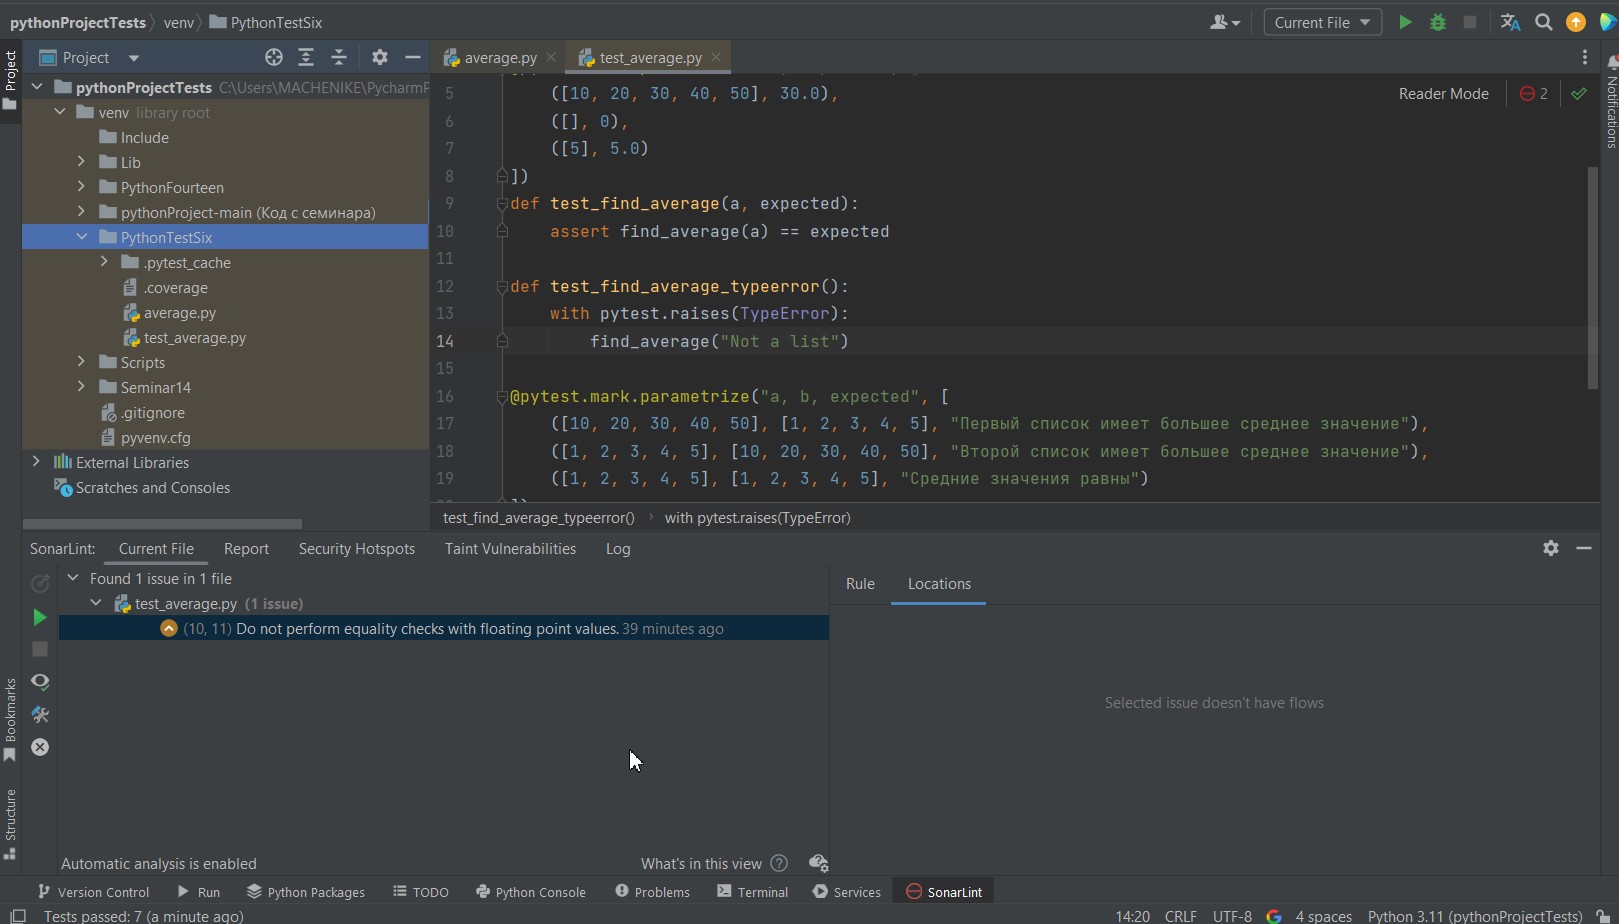 pythonProjectTests venv PythonTestSix
Current File
Project
Project
average.py
test_average.py
Notifications
pythonProjectTests C:\Users\MACHENIKE\PycharmP
venv library root
Include
Lib
PythonFourteen
pythonProject-main (Код с семинара)
PythonTestSix
.pytest_cache
.coverage
average.py
test_average.py
Scripts
Seminar14
.gitignore
pyvenv.cfg
External Libraries
Scratches and Consoles
Reader Mode 2
5 ([10, 20, 30, 40, 50], 30.0),
6 ([], 0),
7 ([5], 5.0)
8 ])
9 def test_find_average(a, expected):
10 assert find_average(a) == expected
11
12 def test_find_average_typeerror():
13 with pytest.raises(TypeError):
14 find_average("Not a list")
15
16 @pytest.mark.parametrize("a, b, expected", [
17 ([10, 20, 30, 40, 50], [1, 2, 3, 4, 5], "Первый список имеет большее среднее значение"),
18 ([1, 2, 3, 4, 5], [10, 20, 30, 40, 50], "Второй список имеет большее среднее значение"),
19 ([1, 2, 3, 4, 5], [1, 2, 3, 4, 5], "Средние значения равны")
test_find_average_typeerror() with pytest.raises(TypeError)
SonarLint: Current File Report Security Hotspots Taint Vulnerabilities Log
Found 1 issue in 1 file
test_average.py (1 issue)
(10, 11) Do not perform equality checks with floating point values. 39 minutes ago
Rule Locations
Selected issue doesn't have flows
Bookmarks
Structure
Automatic analysis is enabled
What's in this view
Version Control Run Python Packages TODO Python Console Problems Terminal Services SonarLint
Tests passed: 7 (a minute ago)
14:20 CRLF UTF-8 4 spaces Python 3.11 (pythonProjectTests)